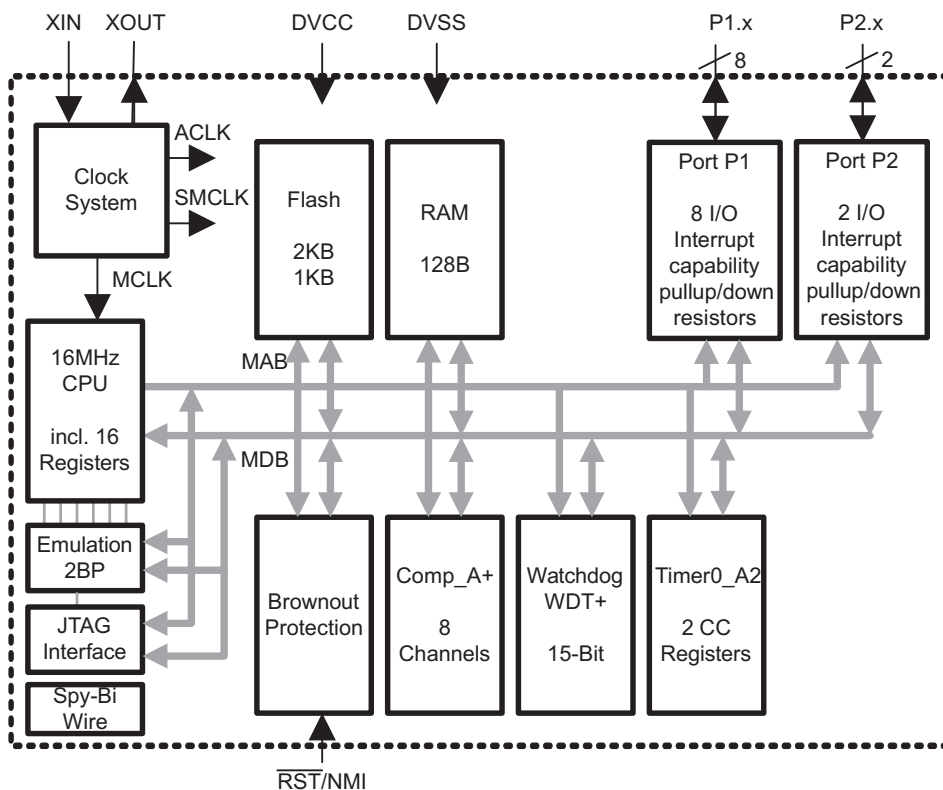 XIN
XOUT
DVCC
DVSS
P1.x
P2.x
8
2
Clock
System
ACLK
SMCLK
MCLK
Flash
2KB
1KB
RAM
128B
Port P1
8 I/O
Interrupt
capability
pullup/down
resistors
Port P2
2 I/O
Interrupt
capability
pullup/down
resistors
16MHz
CPU
incl. 16
Registers
MAB
MDB
Emulation
2BP
JTAG
Interface
Spy-Bi
Wire
Brownout
Protection
Comp_A+
8
Channels
Watchdog
WDT+
15-Bit
Timer0_A2
2 CC
Registers
RST/NMI